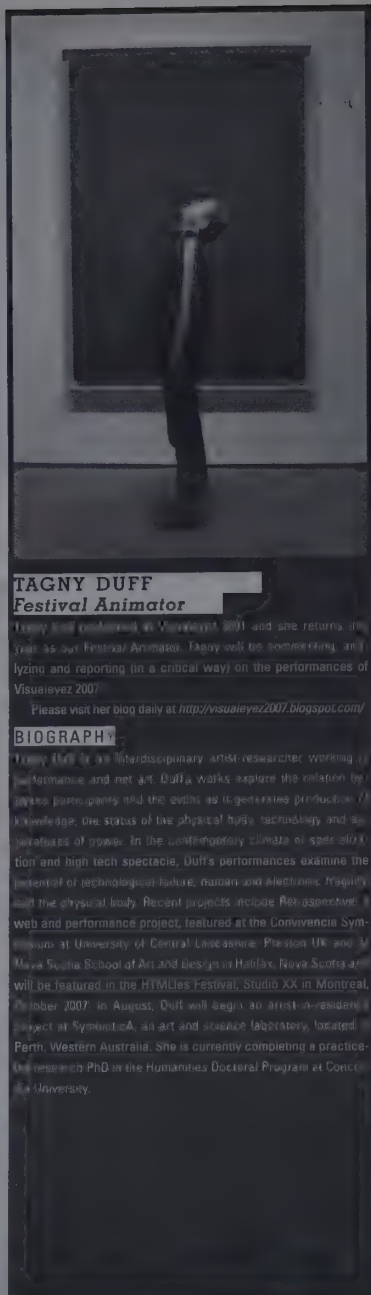 TAGNY DUFF
Festival Animator
Tagny Duff performed at Visualeyez 2001 and she returns this
year as our Festival Animator. Tagny will be commenting, ana
lyzing and reporting (in a critical way) on the performances of
Visualeyez 2007
Please visit her blog daily at http://visualeyez2007.blogspot.com/
BIOGRAPHY
Tagny Duff is an interdisciplinary artist-researcher working
performance and net art. Duff's works explore the relation be
participants and the event as it generates production
knowledge, the status of the physical body, technology and ap
paratuses of power. In the contemporary climate of
tion and high tech spectacle, Duff's performances examine the
potential of technological failure, human and electronic fragility
and the physical body. Recent projects include
web and performance project, featured at the Convivencia Sym-
posium at University of Central Lancashire, Preston UK and
Nova Scotia School of Art and Design in Halifax, Nova Scotia and
will be featured in the HTMLles Festival, Studio XX in Montreal,
October 2007. In August, Duff will begin an artist-in-residence
project at SymbioticA, an art and science laboratory, located
Perth, Western Australia. She is currently completing a practice-
research PhD in the Humanities Doctoral Program at Conco
University.